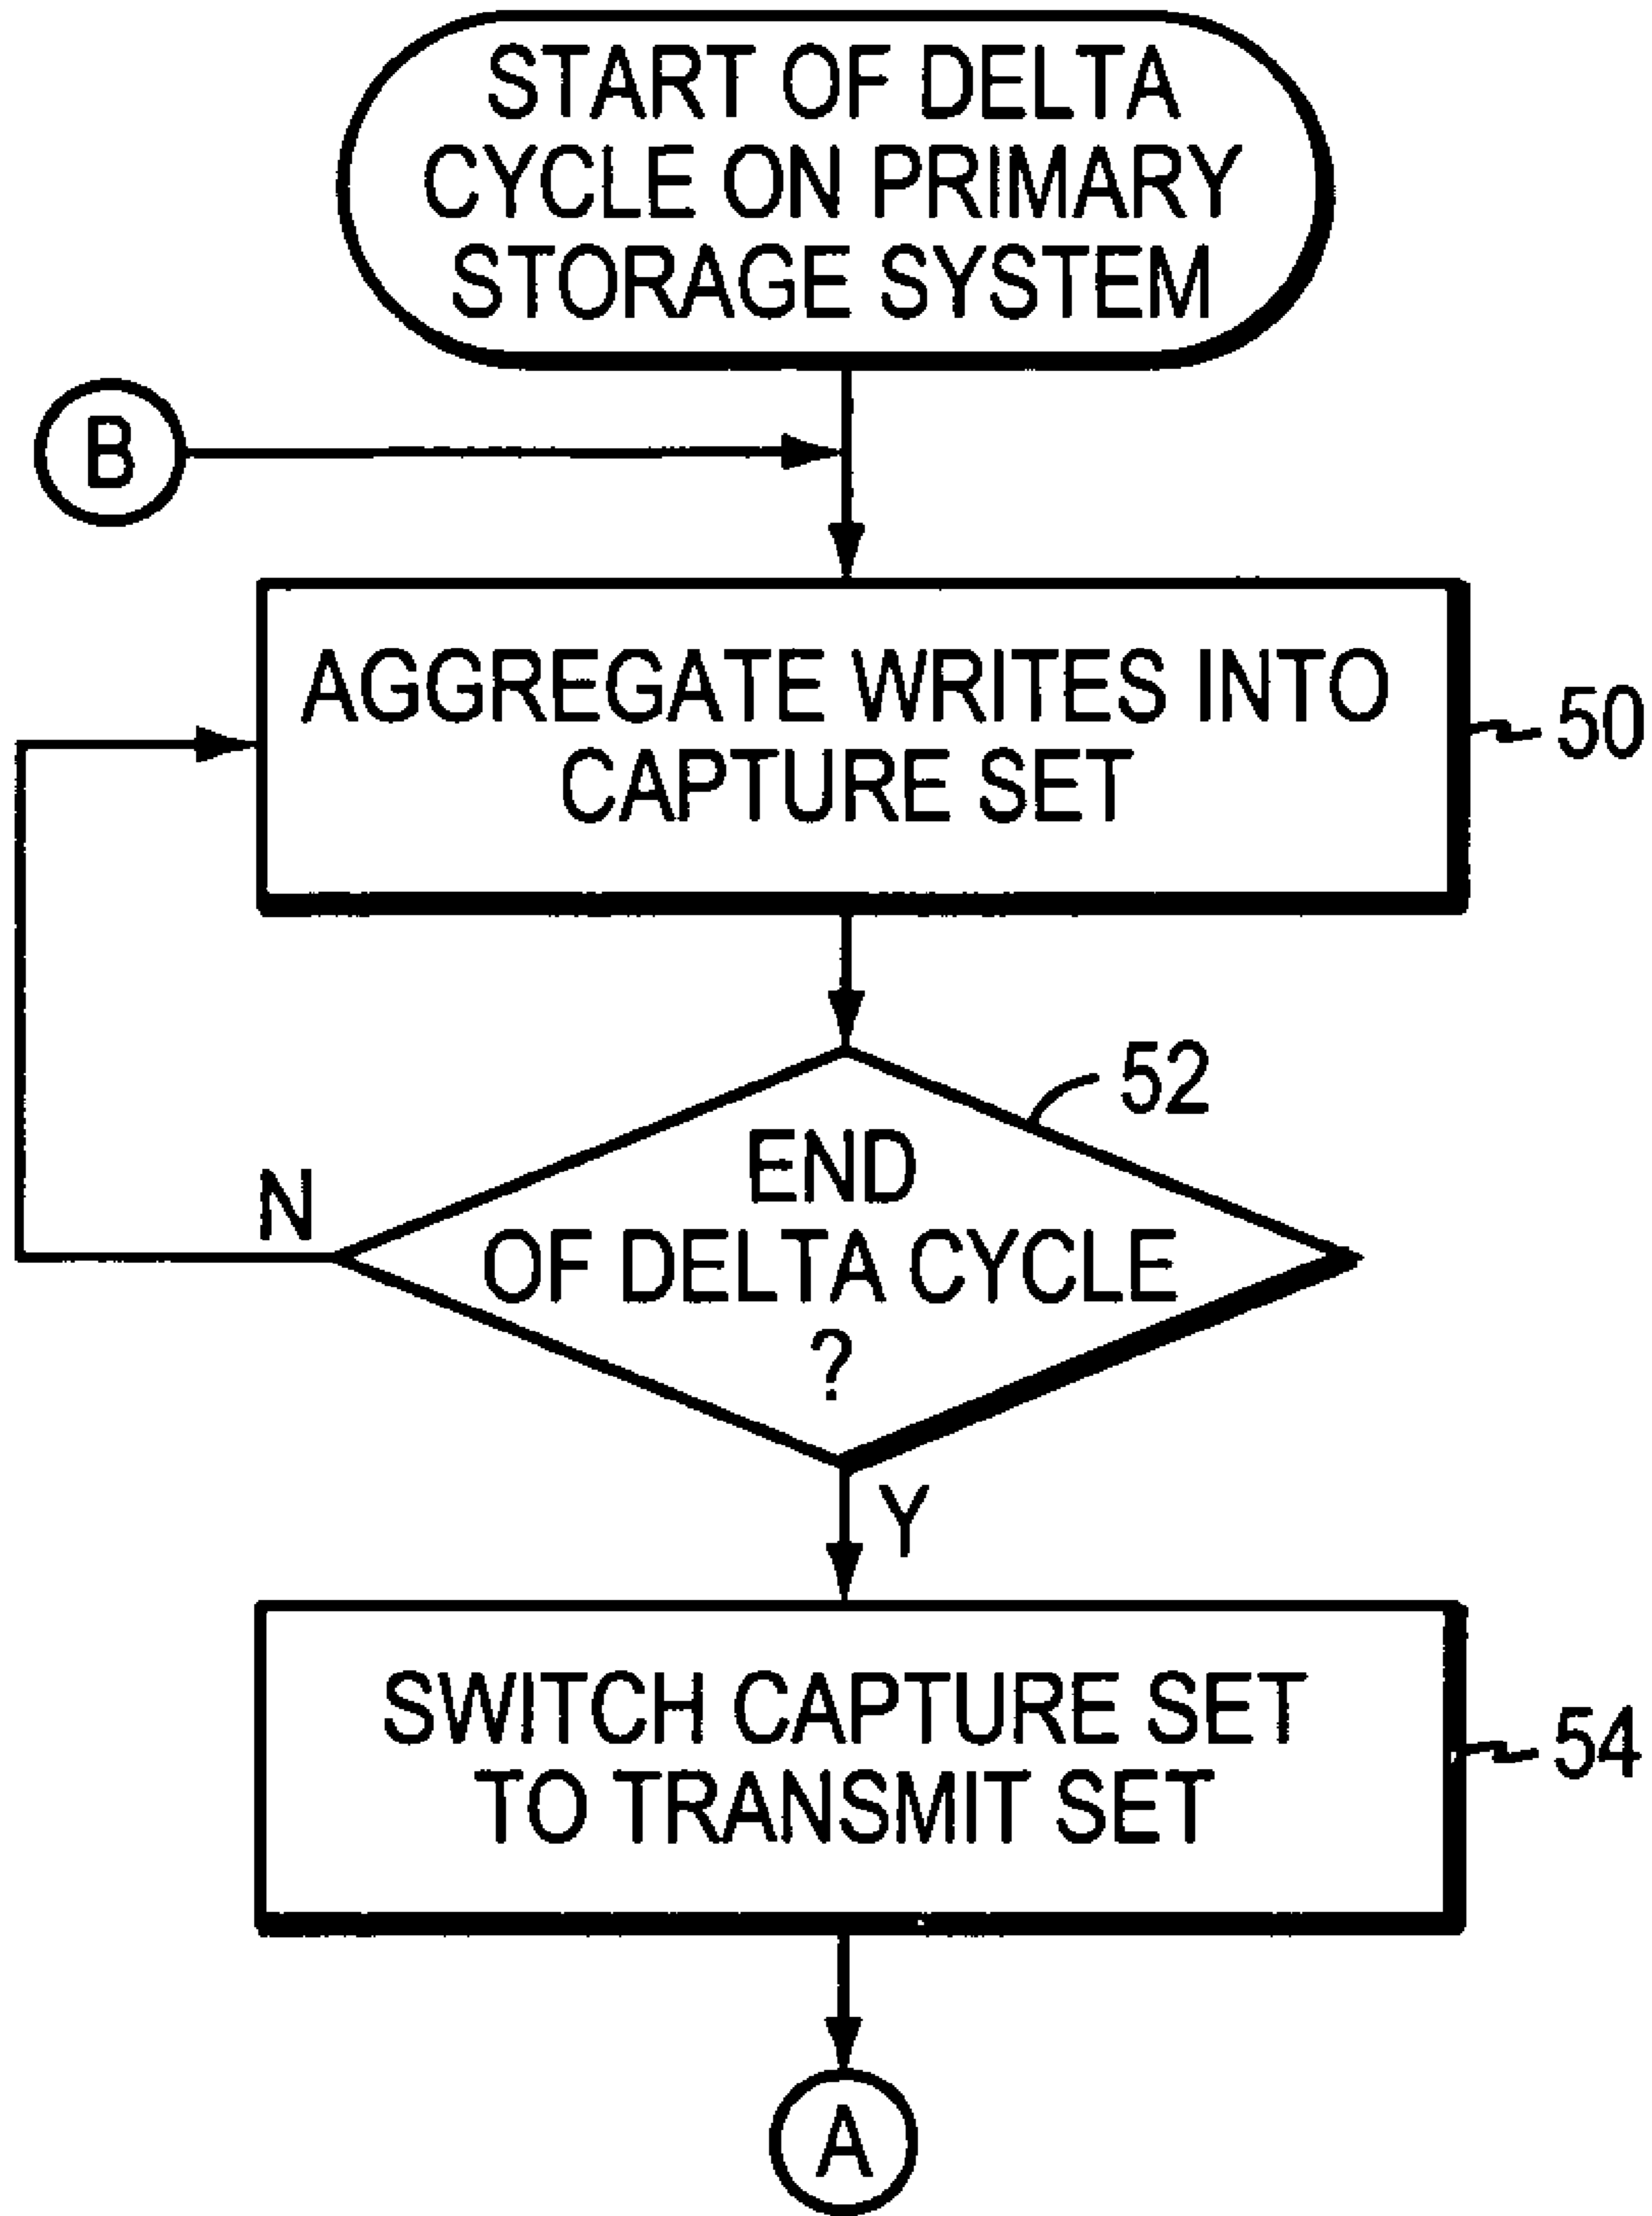 START OF DELTA
CYCLE ON PRIMARY
STORAGE SYSTEM
B
AGGREGATE WRITES INTO
CAPTURE SET
50
52
END
OF DELTA CYCLE
?
N
Y
SWITCH CAPTURE SET
TO TRANSMIT SET
54
A